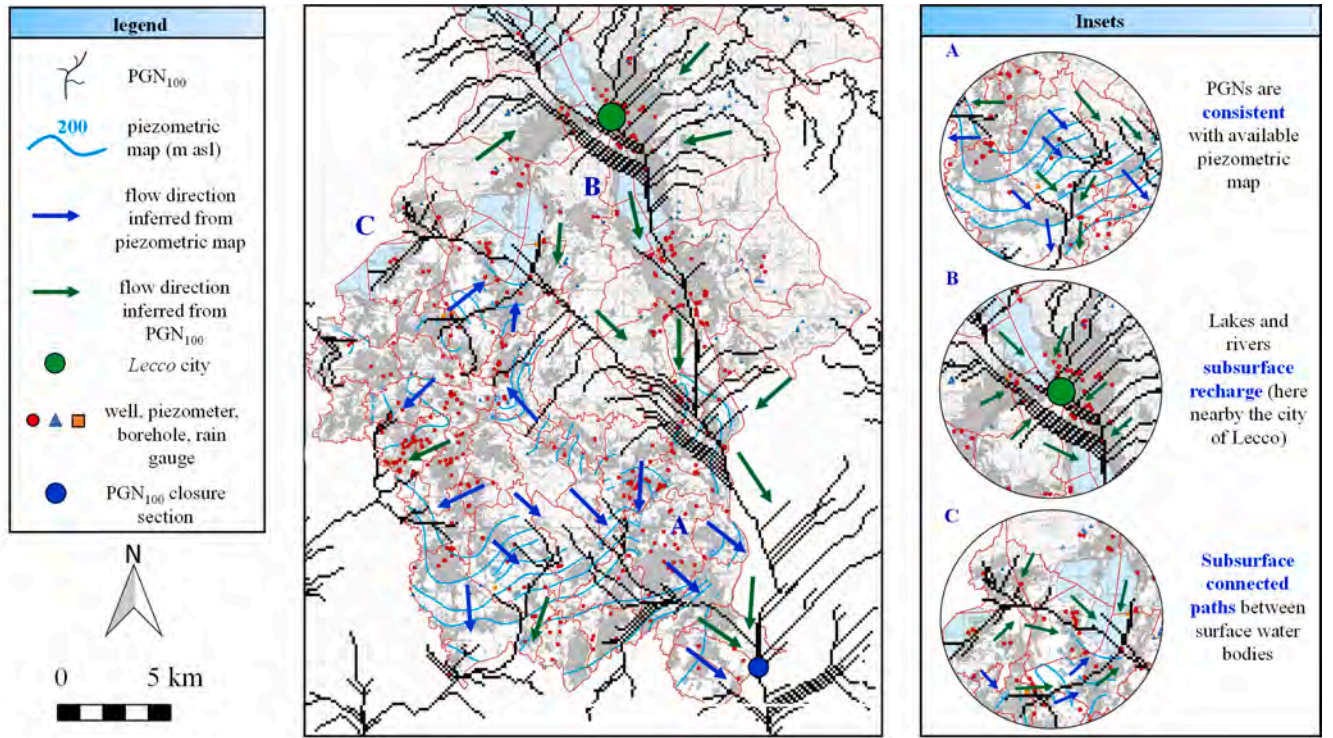 legend
PGN100
200
piezometric
map (m asl)
flow direction
inferred from
piezometric map
flow direction
inferred from
PGN100
Lecco city
well, piezometer,
borehole, rain
gauge
PGN100 closure
section
N
0 5 km
B
C
A
Insets
A
PGNs are
consistent
with available
piezometric
map
B
Lakes and
rivers
subsurface
recharge (here
nearby the city
of Lecco)
C
Subsurface
connected
paths between
surface water
bodies